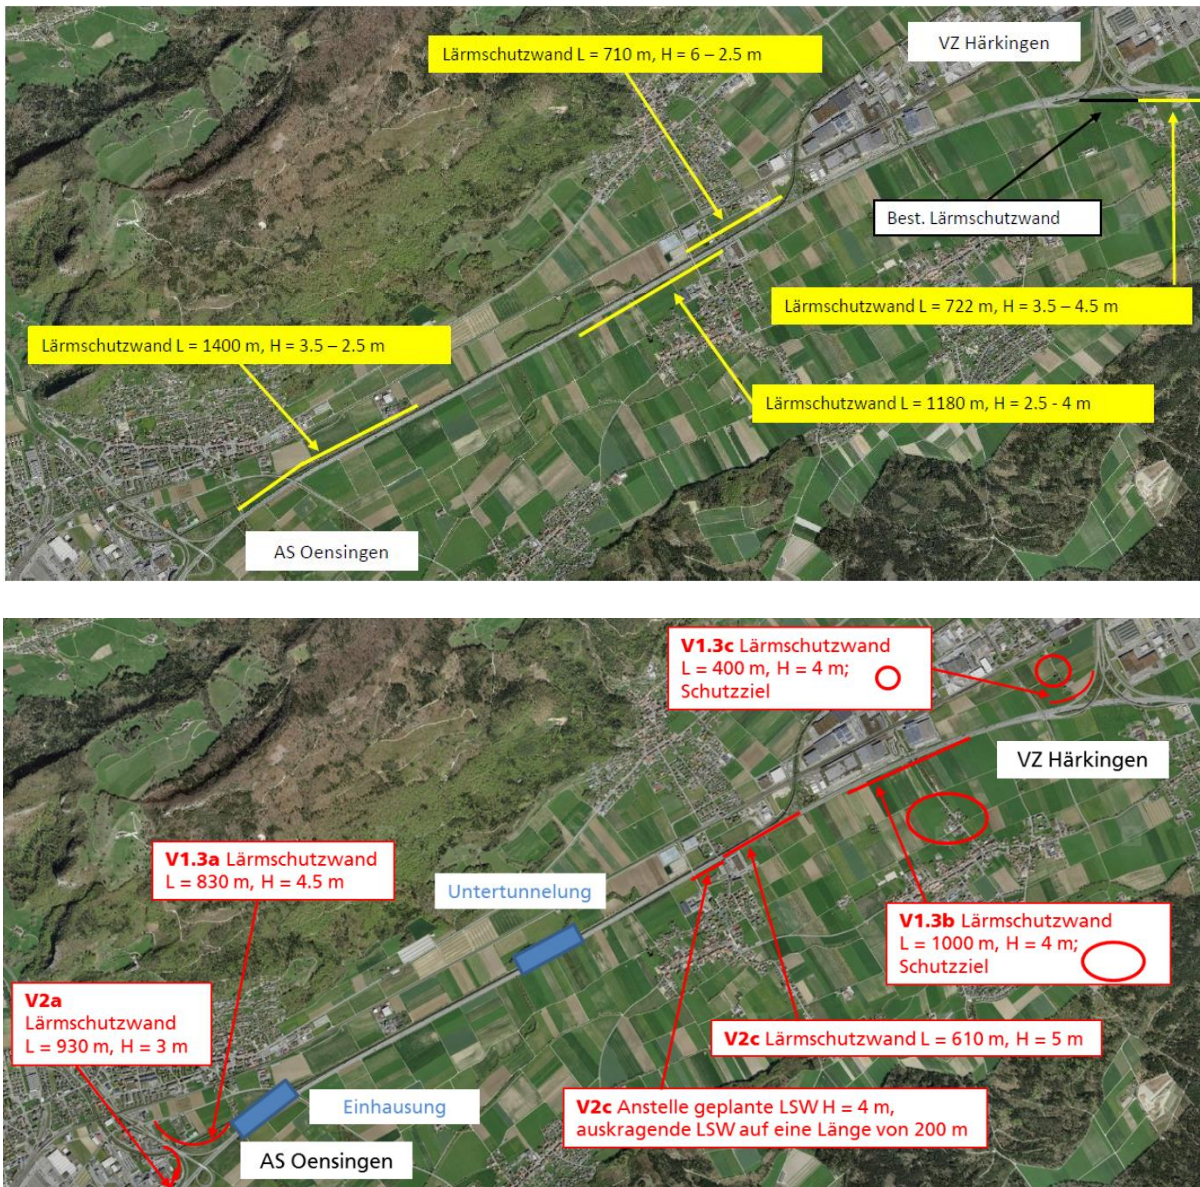 Lärmschutzwand L = 710 m, H = 6 – 2.5 m
VZ Härkingen
Best. Lärmschutzwand
Lärmschutzwand L = 722 m, H = 3.5 – 4.5 m
Lärmschutzwand L = 1400 m, H = 3.5 – 2.5 m
Lärmschutzwand L = 1180 m, H = 2.5 - 4 m
AS Oensingen
V1.3c Lärmschutzwand
L = 400 m, H = 4 m;
Schutzziel
VZ Härkingen
V1.3a Lärmschutzwand
L = 830 m, H = 4.5 m
Untertunnelung
V1.3b Lärmschutzwand
L = 1000 m, H = 4 m;
Schutzziel
V2a
Lärmschutzwand
L = 930 m, H = 3 m
V2c Lärmschutzwand L = 610 m, H = 5 m
Einhausung
V2c Anstelle geplante LSW H = 4 m,
auskragende LSW auf eine Länge von 200 m
AS Oensingen